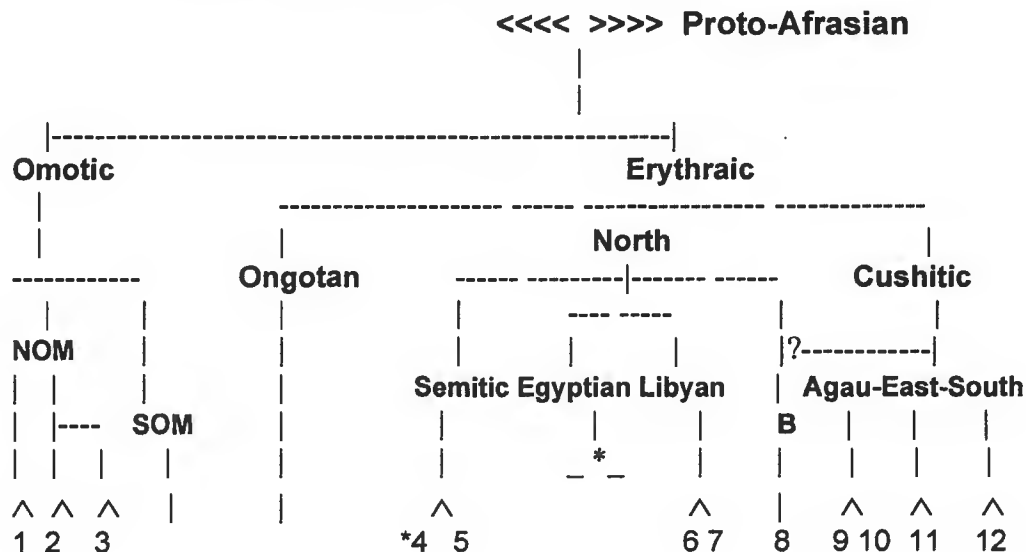 <<<< >>>> Proto-Afrasian
Omotic Erythraic
North
Ongotan Cushitic
NOM ?
Semitic Egyptian Libyan Agau-East-South
SOM B
_ * _
1 2 3 *4 5 6 7 8 9 10 11 12